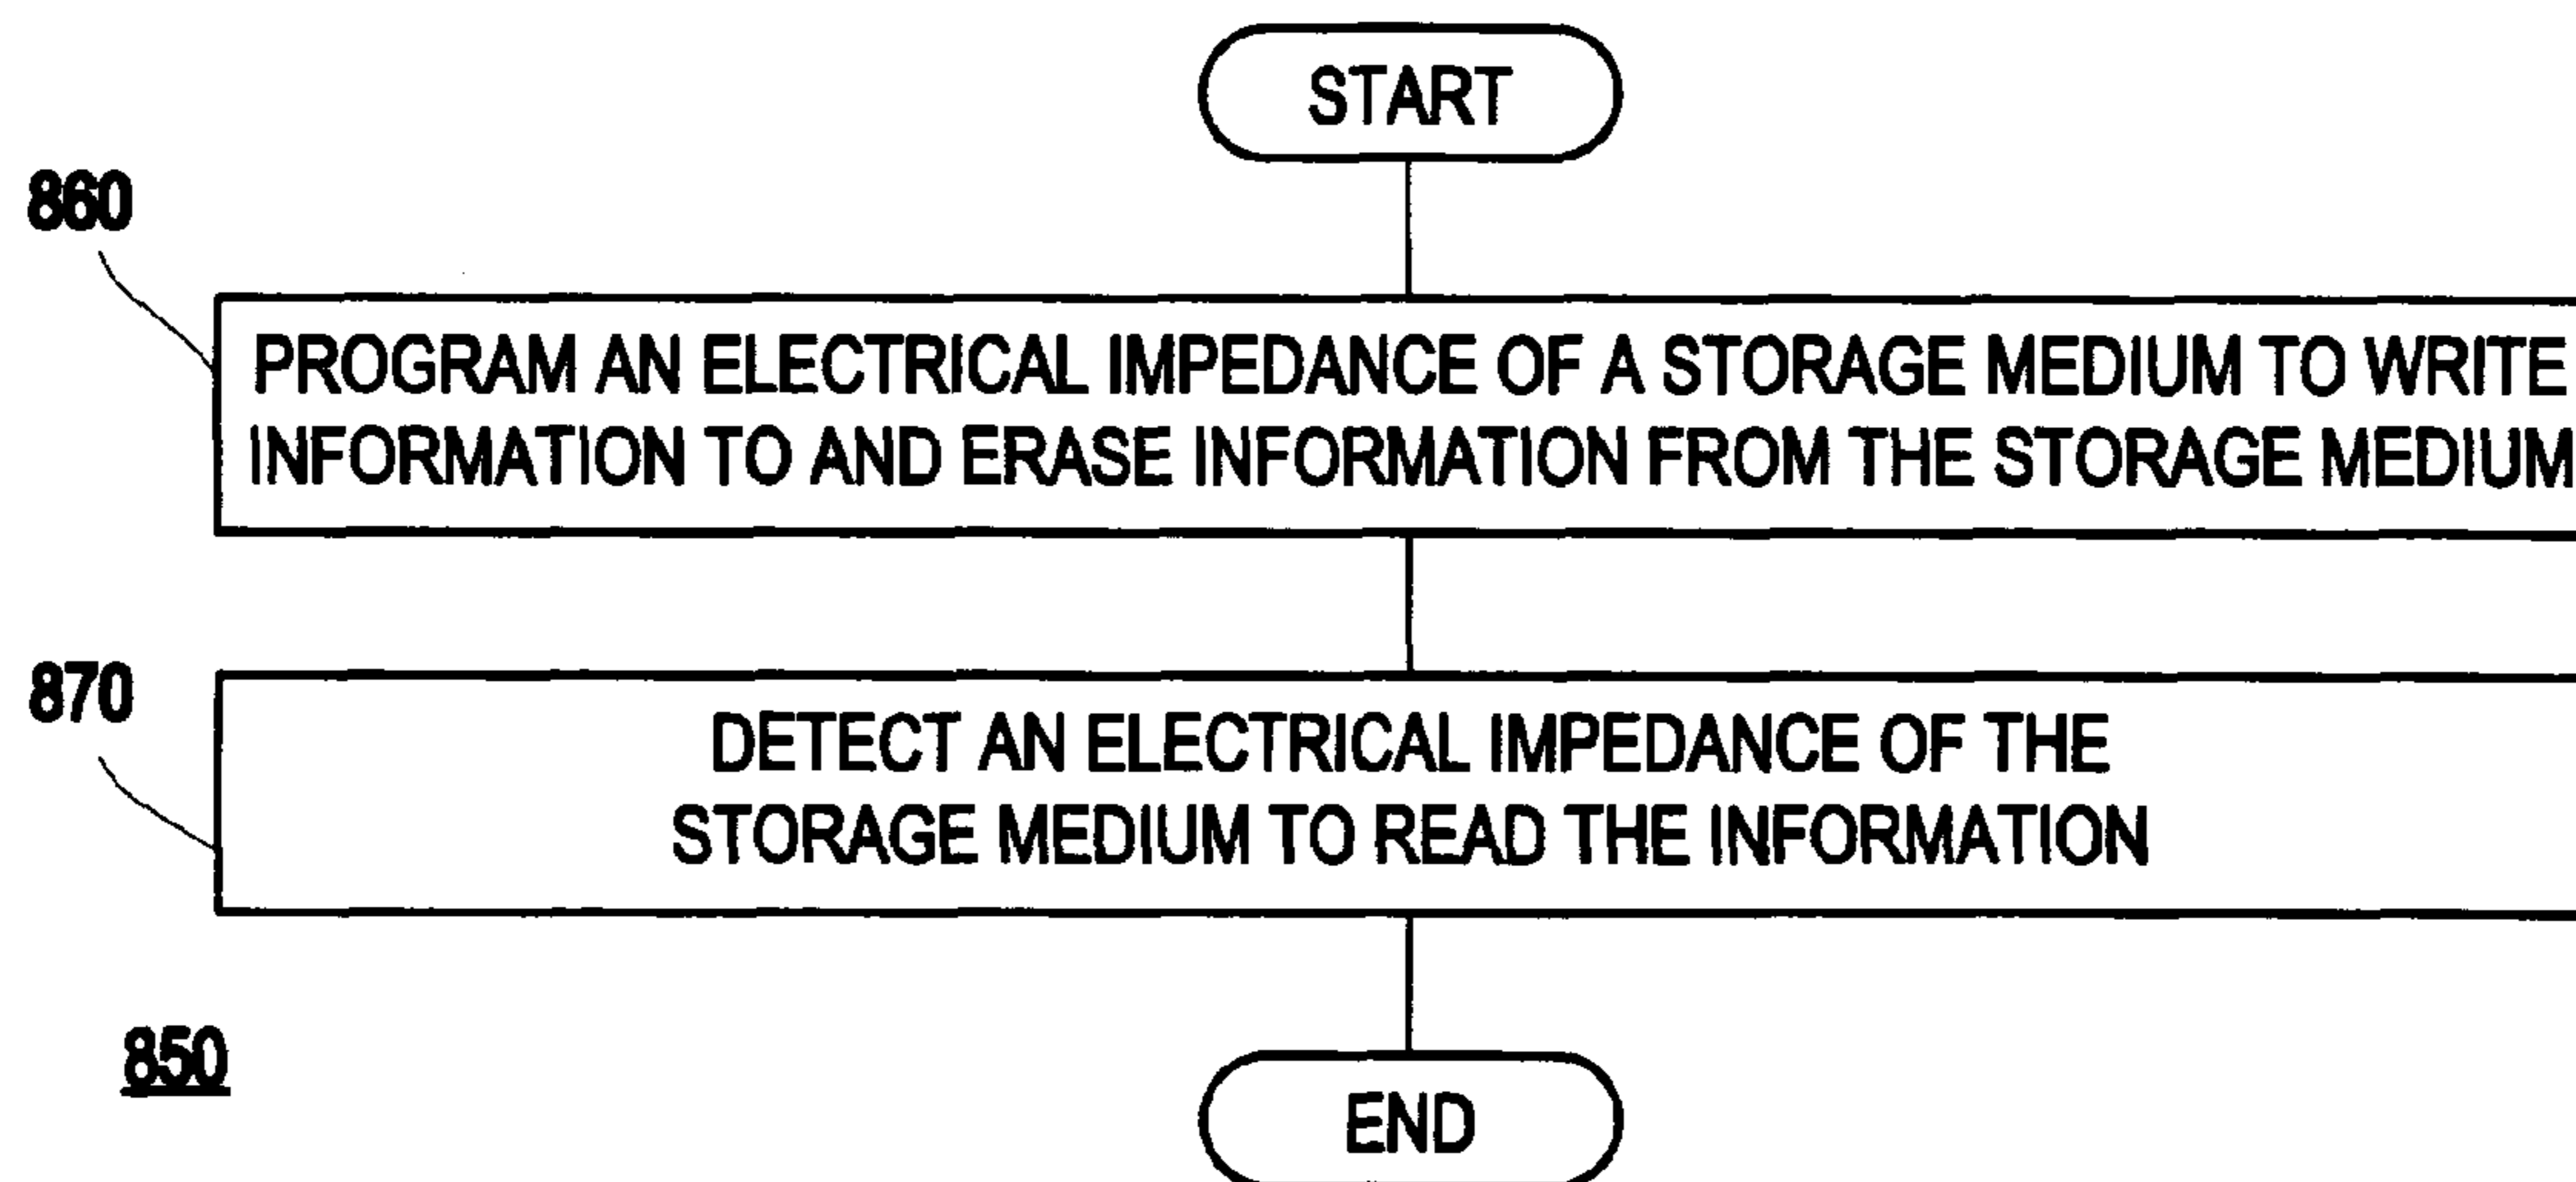 START
860
PROGRAM AN ELECTRICAL IMPEDANCE OF A STORAGE MEDIUM TO WRITE
INFORMATION TO AND ERASE INFORMATION FROM THE STORAGE MEDIUM
870
DETECT AN ELECTRICAL IMPEDANCE OF THE
STORAGE MEDIUM TO READ THE INFORMATION
850
END